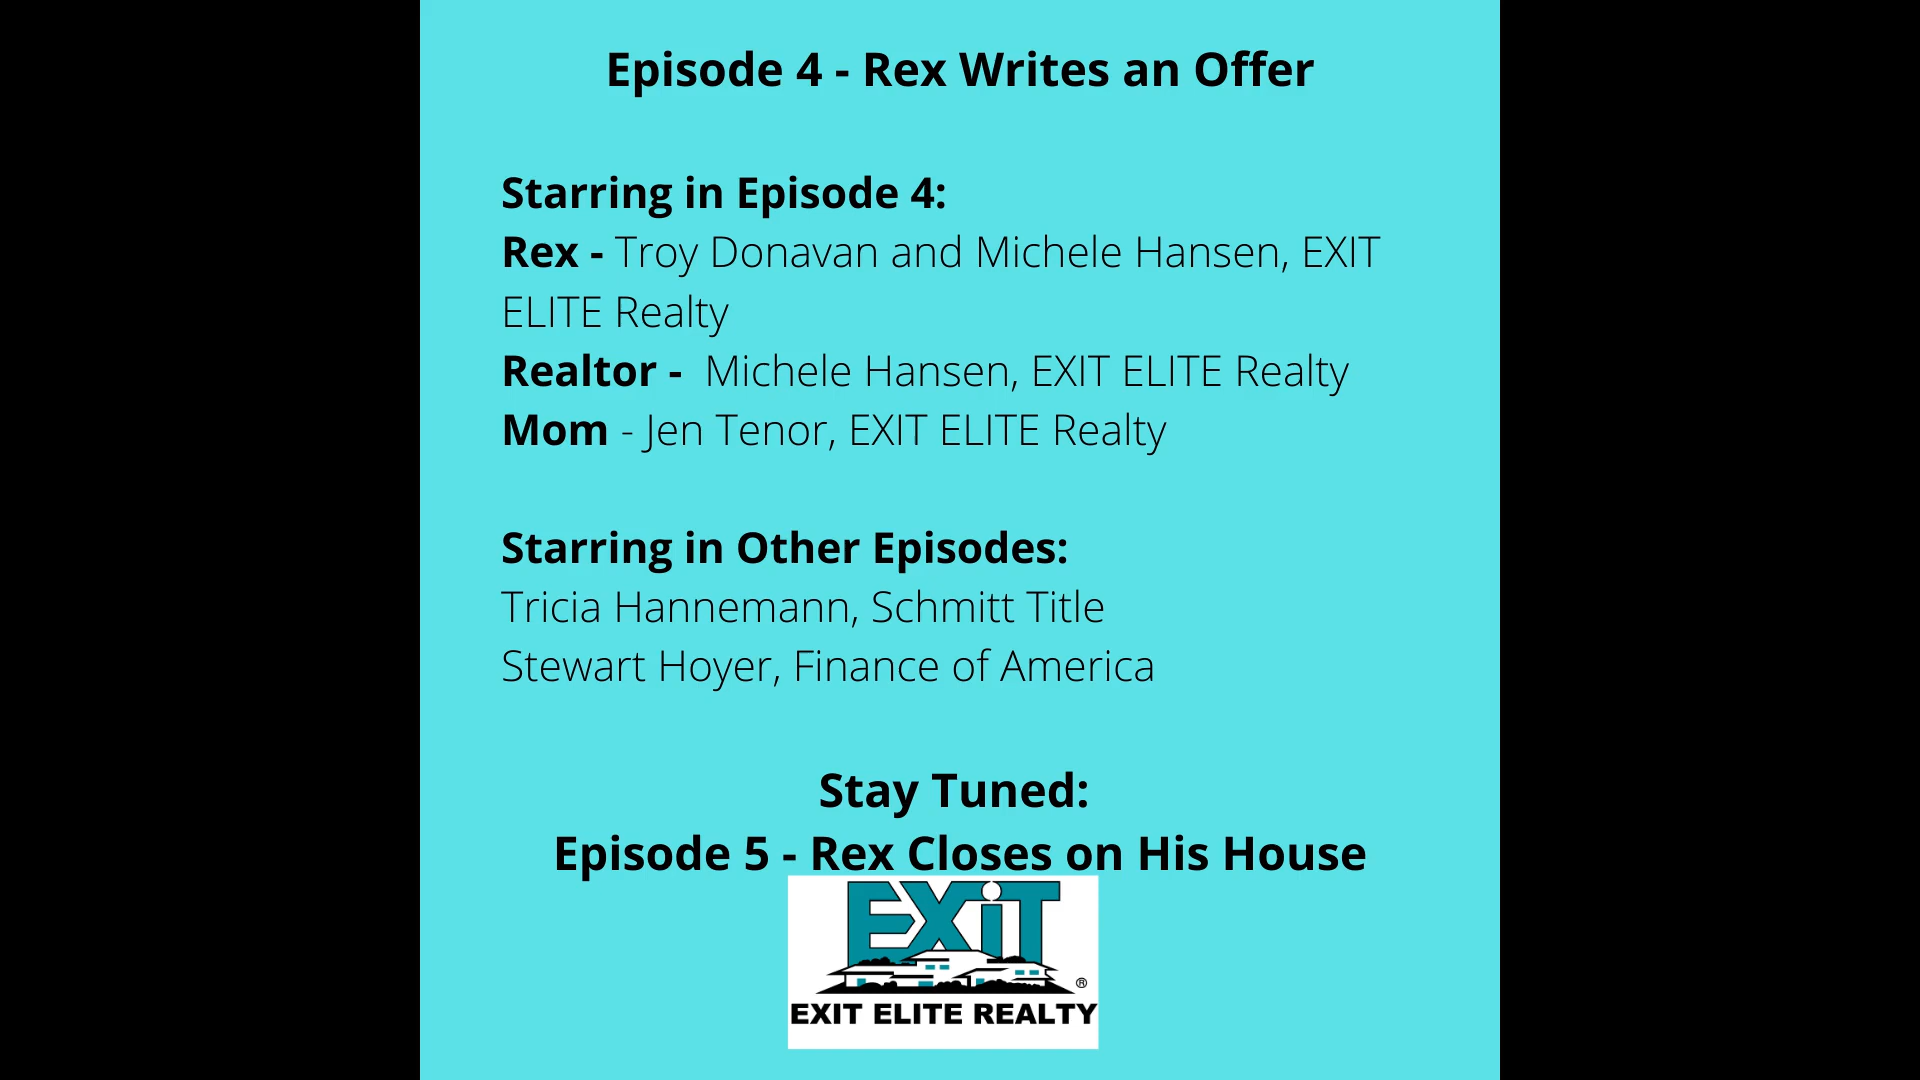 Episode 4 - Rex Writes an Offer
Starring in Episode 4:
Rex - Troy Donavan and Michele Hansen, EXIT
ELITE Realty
Realtor - Michele Hansen, EXIT ELITE Realty
Mom - Jen Tenor, EXIT ELITE Realty
Starring in Other Episodes:
Tricia Hannemann, Schmitt Title
Stewart Hoyer, Finance of America
Stay Tuned:
Episode 5 - Rex Closes on His House
EXiT
®
EXIT ELITE REALTY